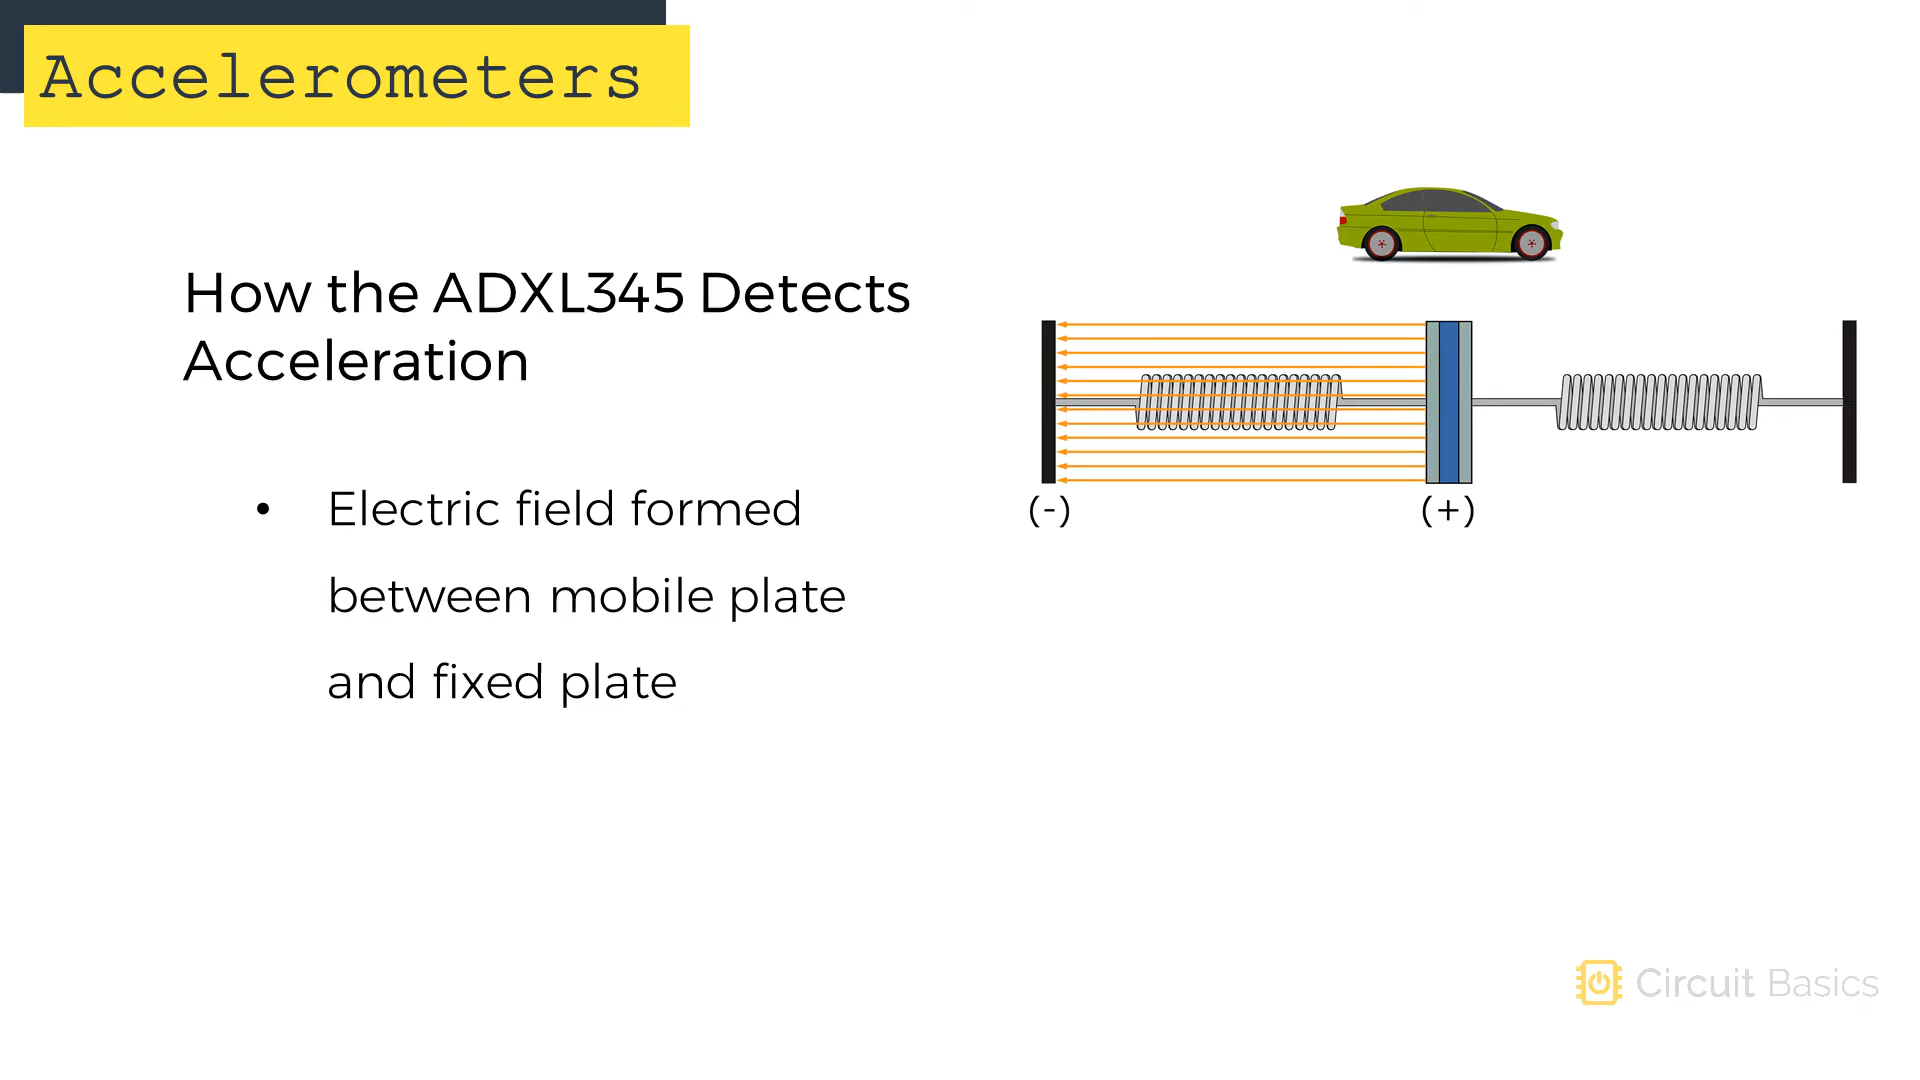 Accelerometers
How the ADXL345 Detects
Acceleration
• Electric field formed
between mobile plate
and fixed plate
(-)
(+)
Circuit Basics